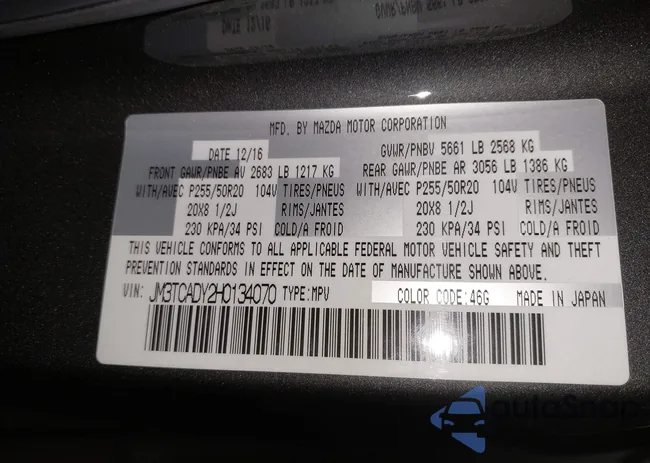 MFD. BY MAZDA MOTOR CORPORATION
DATE 12/16 GVWR/PNBV 5661 LB 2568 KG
FRONT GAWR/PNBE AV 2683 LB 1217 KG REAR GAWR/PNBE AR 3056 LB 1386 KG
WITH/AVEC P255/50R20 104V TIRES/PNEUS WITH/AVEC P255/50R20 104V TIRES/PNEUS
20X8 1/2J RIMS/JANTES 20X8 1/2J RIMS/JANTES
230 KPA/34 PSI COLD/A FROID 230 KPA/34 PSI COLD/A FROID
THIS VEHICLE CONFORMS TO ALL APPLICABLE FEDERAL MOTOR VEHICLE SAFETY AND THEFT
PREVENTION STANDARDS IN EFFECT ON THE DATE OF MANUFACTURE SHOWN ABOVE.
VIN: JM3TCADY2H0134070 TYPE:MPV COLOR CODE:46G MADE IN JAPAN
autoSnap